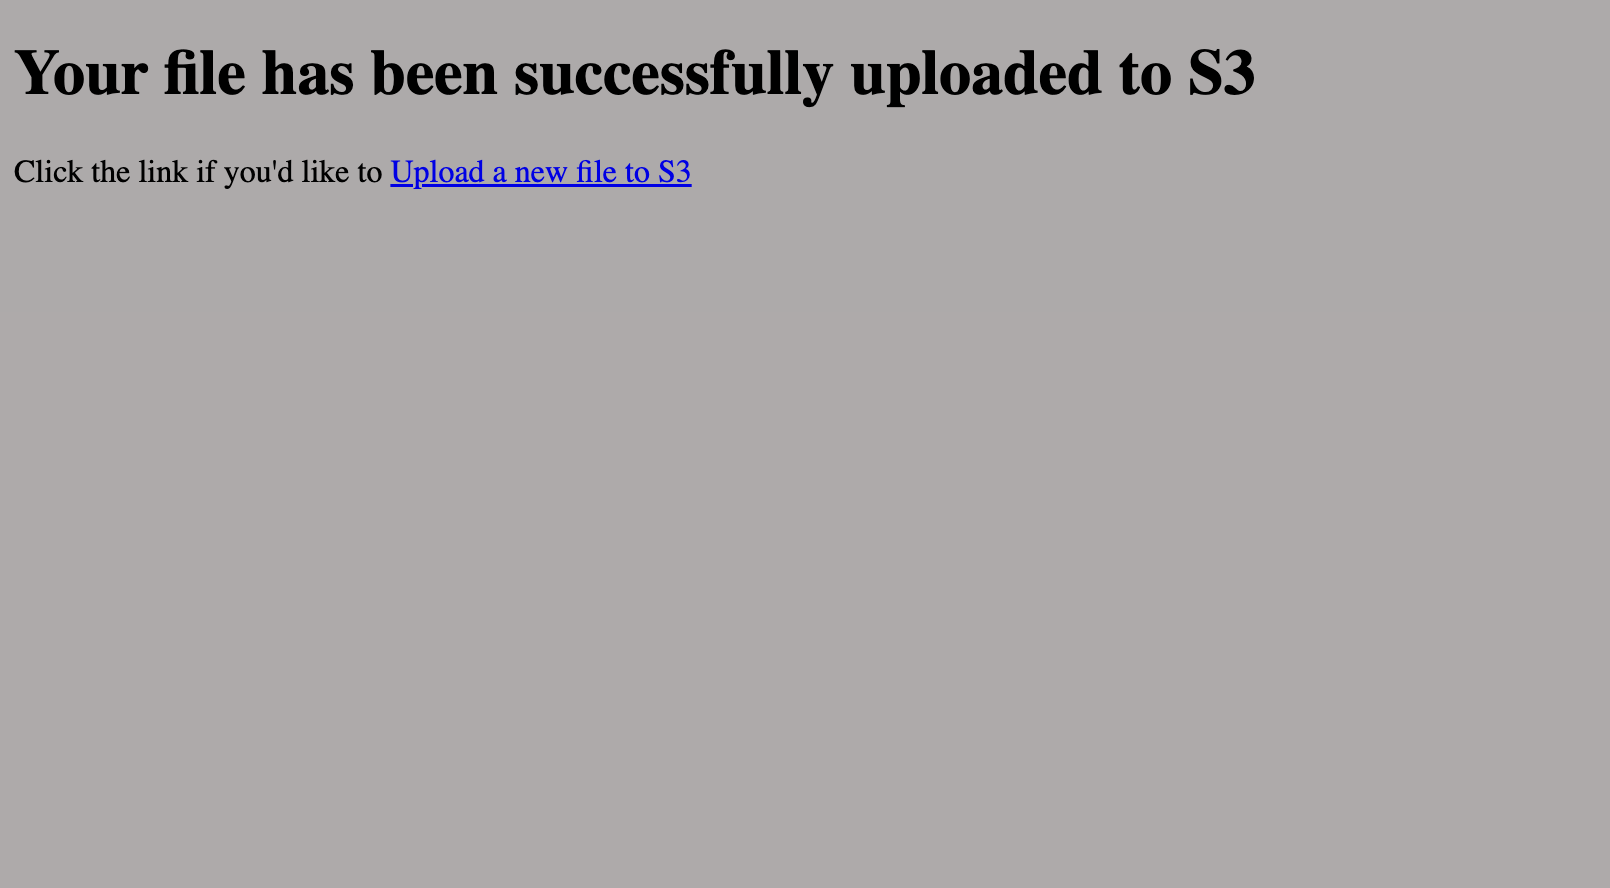 Your file has been successfully uploaded to S3
Click the link if you'd like to Upload a new file to S3